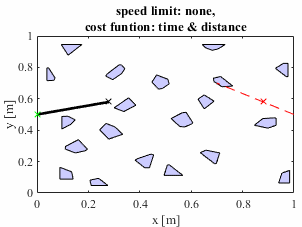 speed limit: none,
cost funtion: time & distance
1
0.8
0.6
0.4
0.2
0
y [m]
0 0.2 0.4 0.6 0.8 1
x [m]